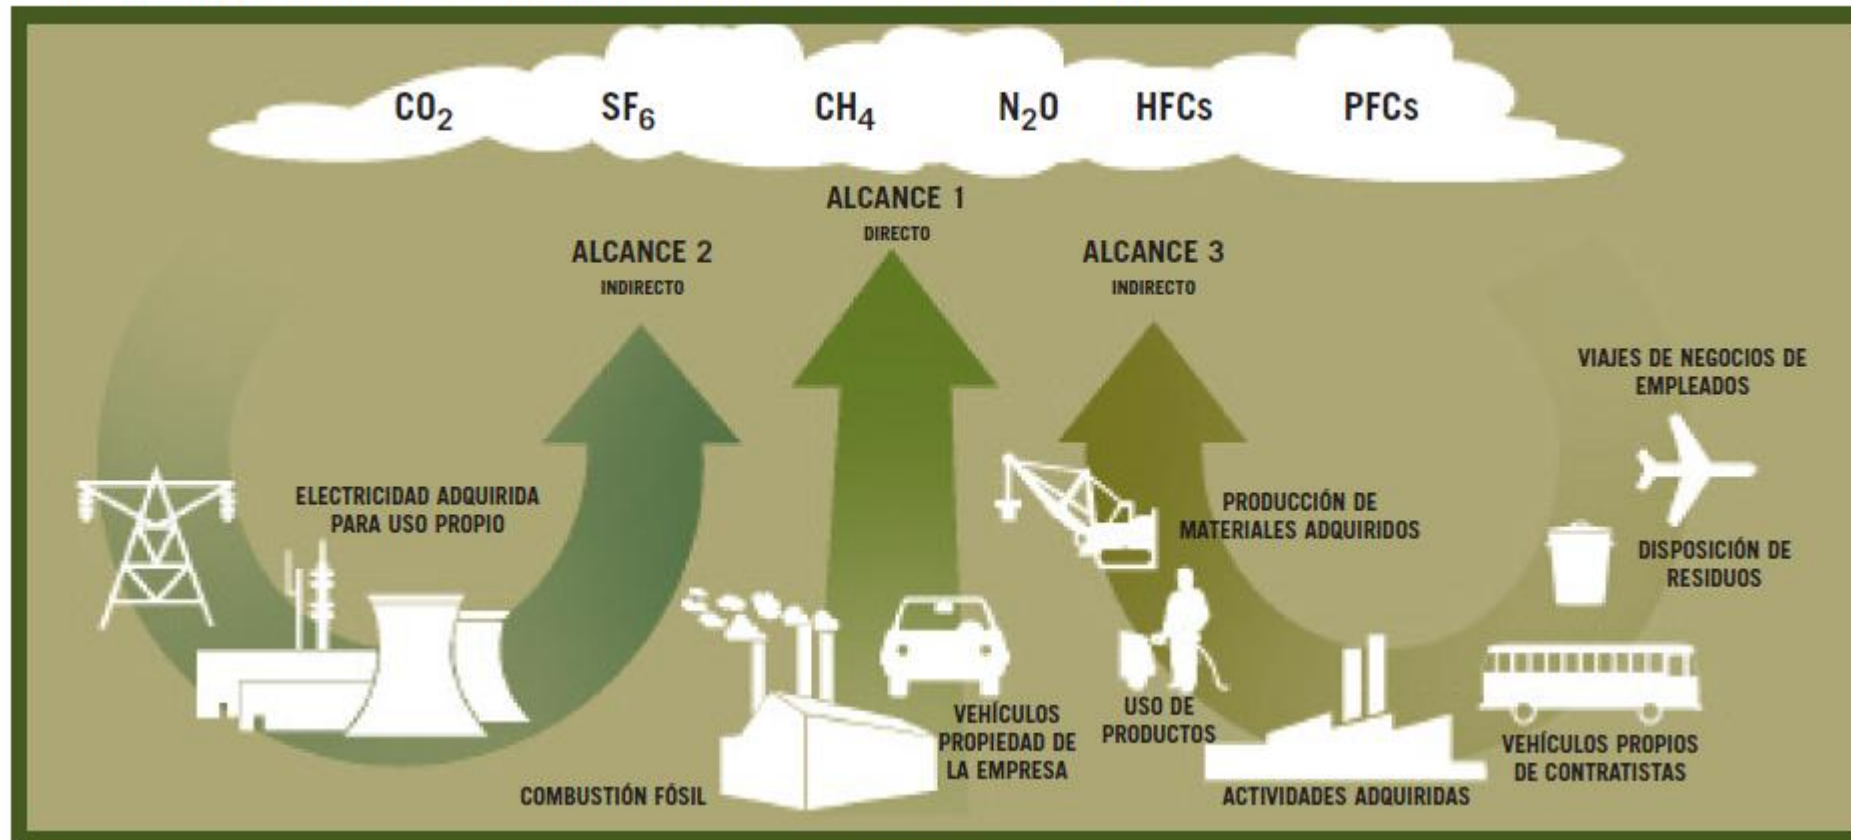 CO₂ SF₆ CH₄ N₂O HFCs PFCs
ALCANCE 1
DIRECTO
ALCANCE 2
INDIRECTO
ALCANCE 3
INDIRECTO
ELECTRICIDAD ADQUIRIDA
PARA USO PROPIO
COMBUSTIÓN FÓSIL
VEHÍCULOS
PROPIEDAD DE
LA EMPRESA
PRODUCCIÓN DE
MATERIALES ADQUIRIDOS
USO DE
PRODUCTOS
ACTIVIDADES ADQUIRIDAS
VIAJES DE NEGOCIOS DE
EMPLEADOS
DISPOSICIÓN DE
RESIDUOS
VEHÍCULOS PROPIOS
DE CONTRATISTAS